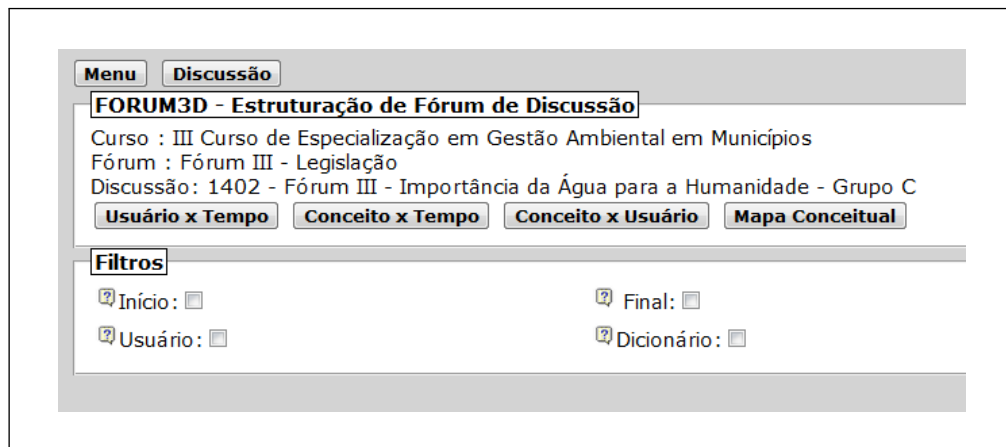 Menu Discussão
FORUM3D - Estruturação de Fórum de Discussão
Curso : III Curso de Especialização em Gestão Ambiental em Municípios
Fórum : Fórum III - Legislação
Discussão: 1402 - Fórum III - Importância da Água para a Humanidade - Grupo C
Usuário x Tempo Conceito x Tempo Conceito x Usuário Mapa Conceitual
Filtros
? Início: ? Final:
? Usuário: ? Dicionário: